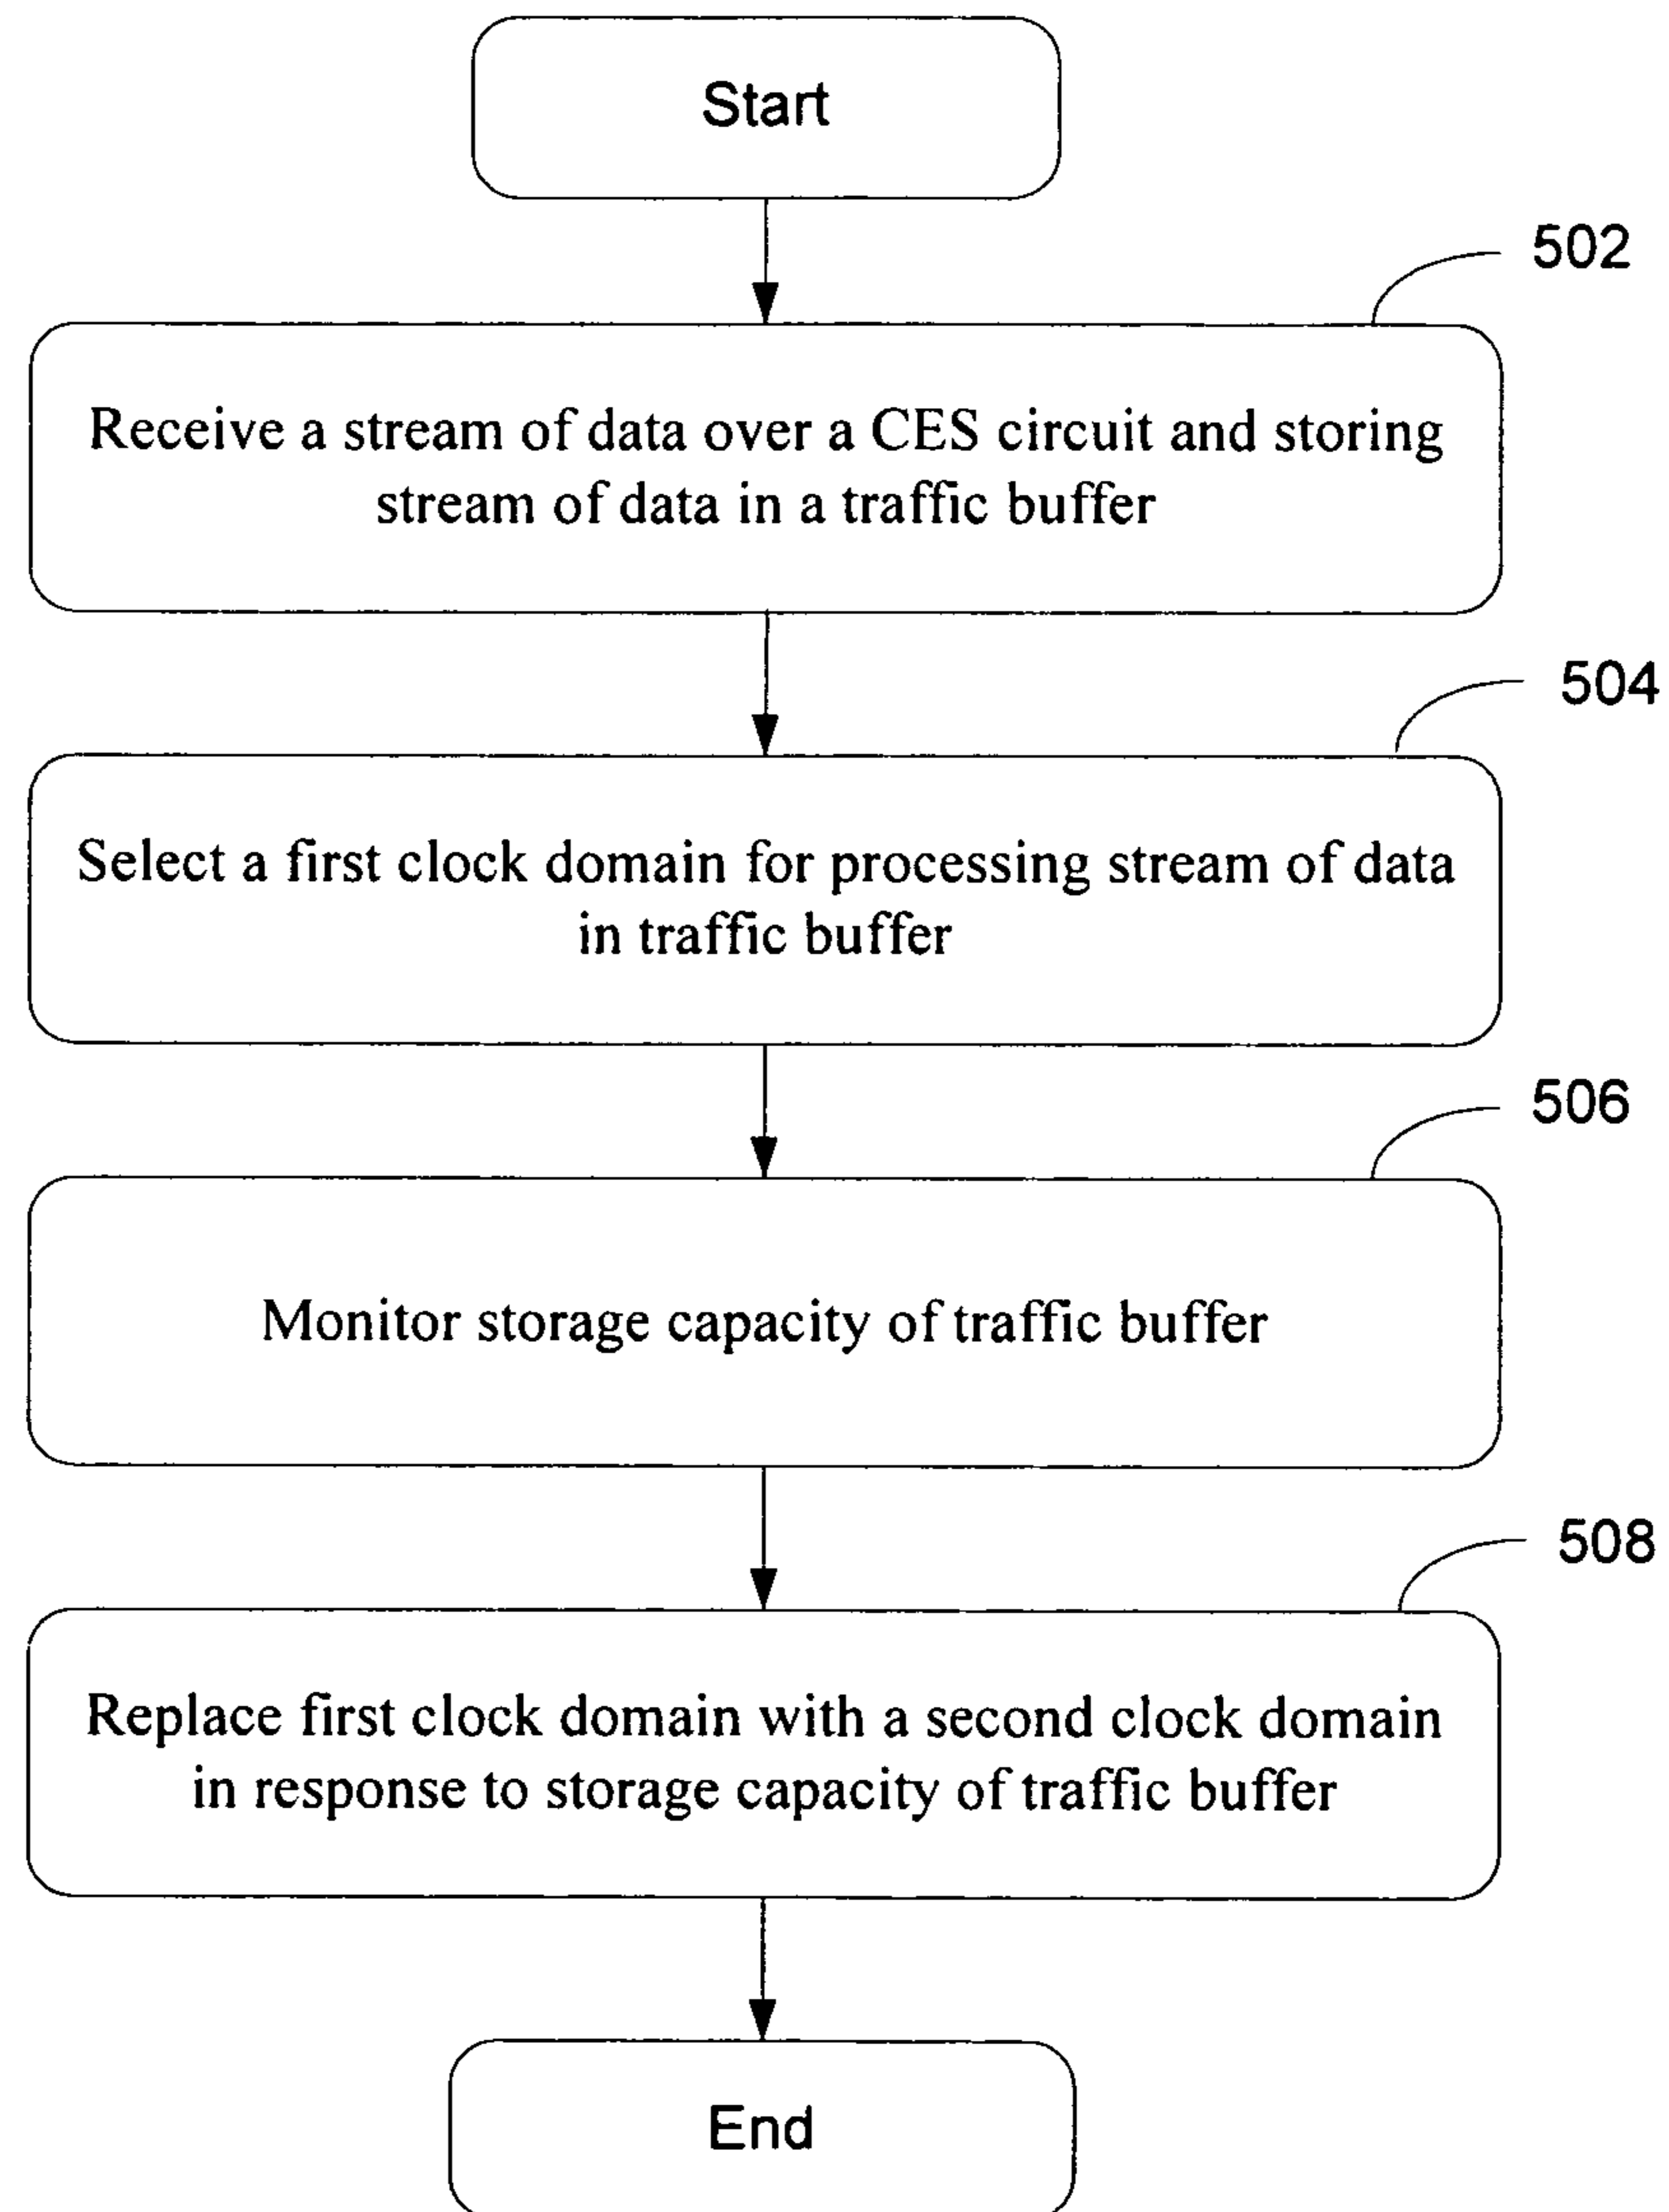 Start
502
Receive a stream of data over a CES circuit and storing
stream of data in a traffic buffer
504
Select a first clock domain for processing stream of data
in traffic buffer
506
Monitor storage capacity of traffic buffer
508
Replace first clock domain with a second clock domain
in response to storage capacity of traffic buffer
End